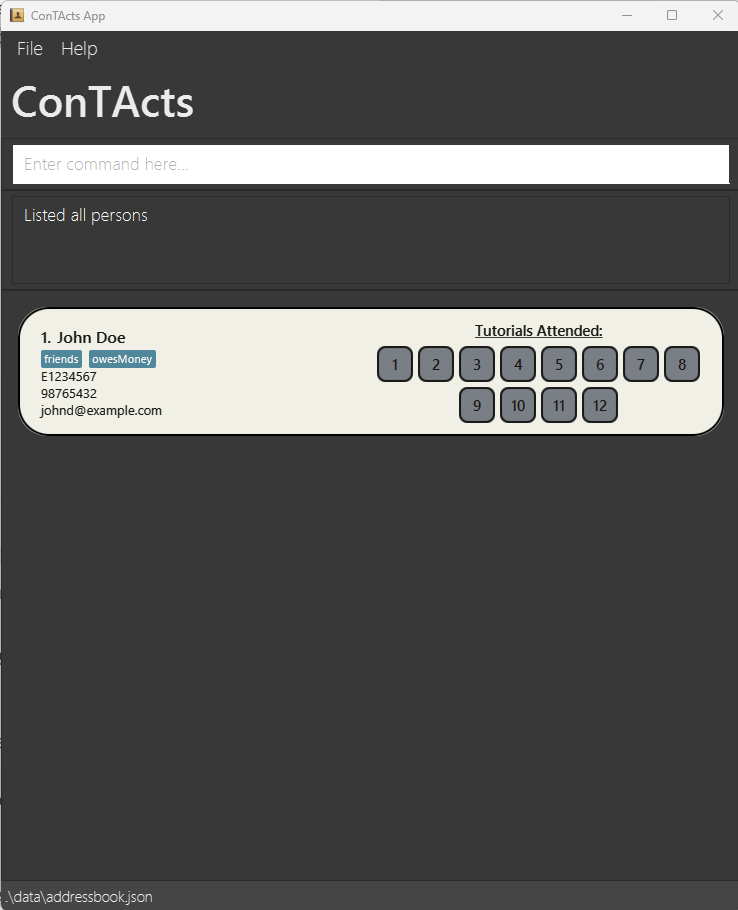 ConTActs App
File Help
ConTActs
Enter command here...
Listed all persons
1. John Doe
friends owesMoney
E1234567
98765432
johnd@example.com
Tutorials Attended:
1 2 3 4 5 6 7 8
9 10 11 12
.\data\addressbook.json